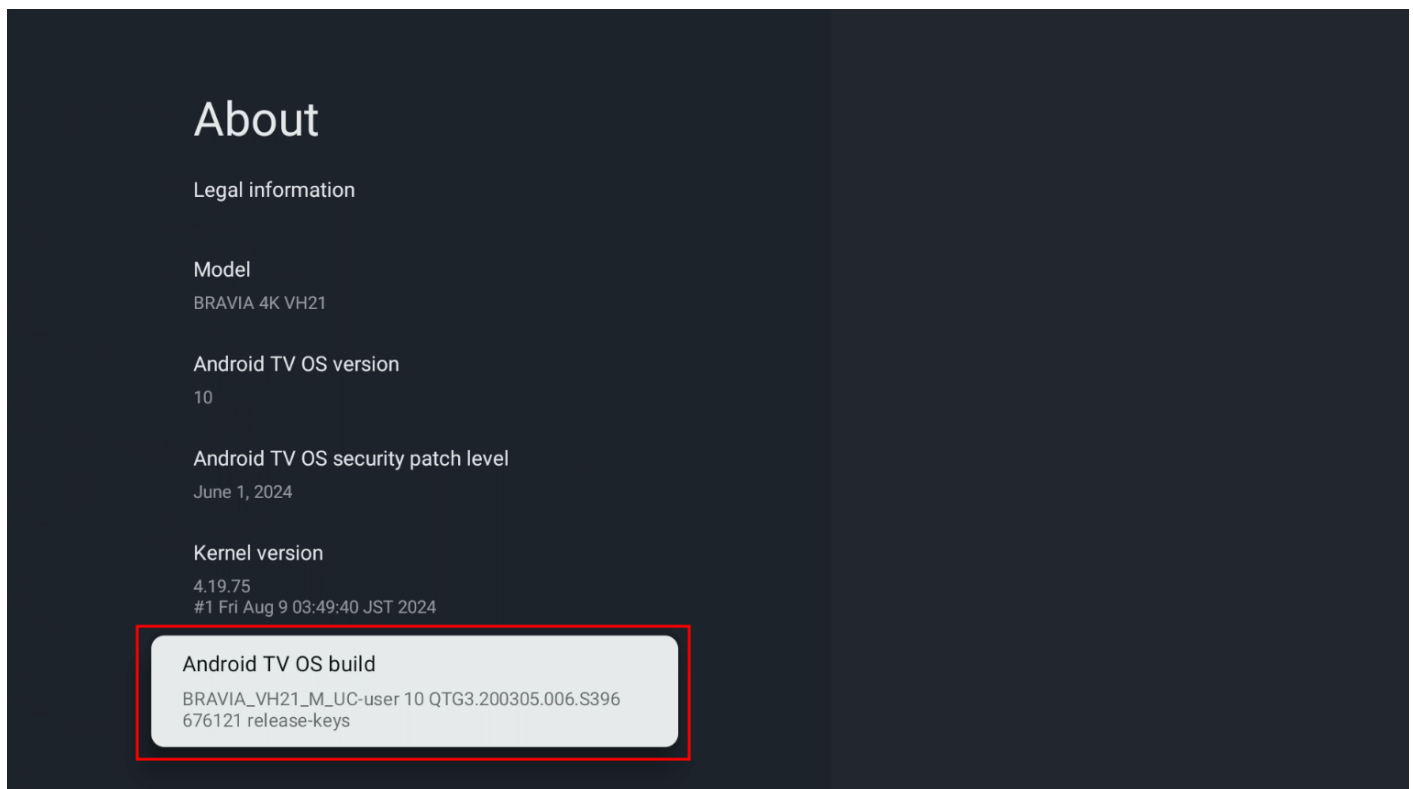 About
Legal information
Model
BRAVIA 4K VH21
Android TV OS version
10
Android TV OS security patch level
June 1, 2024
Kernel version
4.19.75
#1 Fri Aug 9 03:49:40 JST 2024
Android TV OS build
BRAVIA_VH21_M_UC-user 10 QTG3.200305.006.S396
676121 release-keys